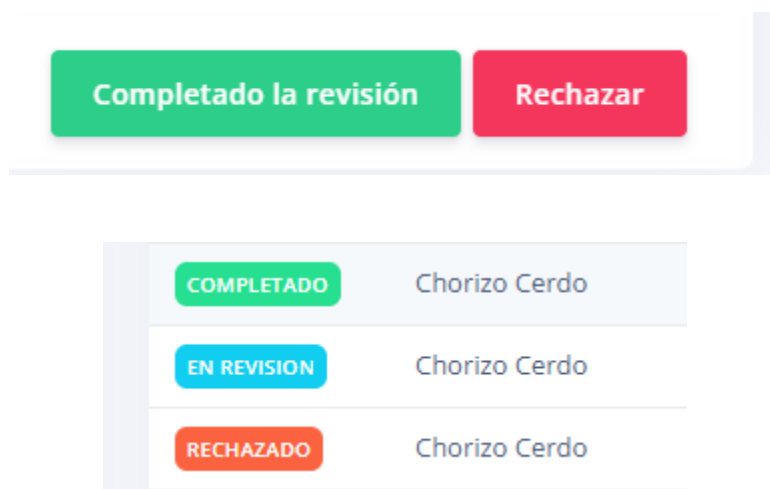 Completado la revisión Rechazar
COMPLETADO Chorizo Cerdo
EN REVISION Chorizo Cerdo
RECHAZADO Chorizo Cerdo